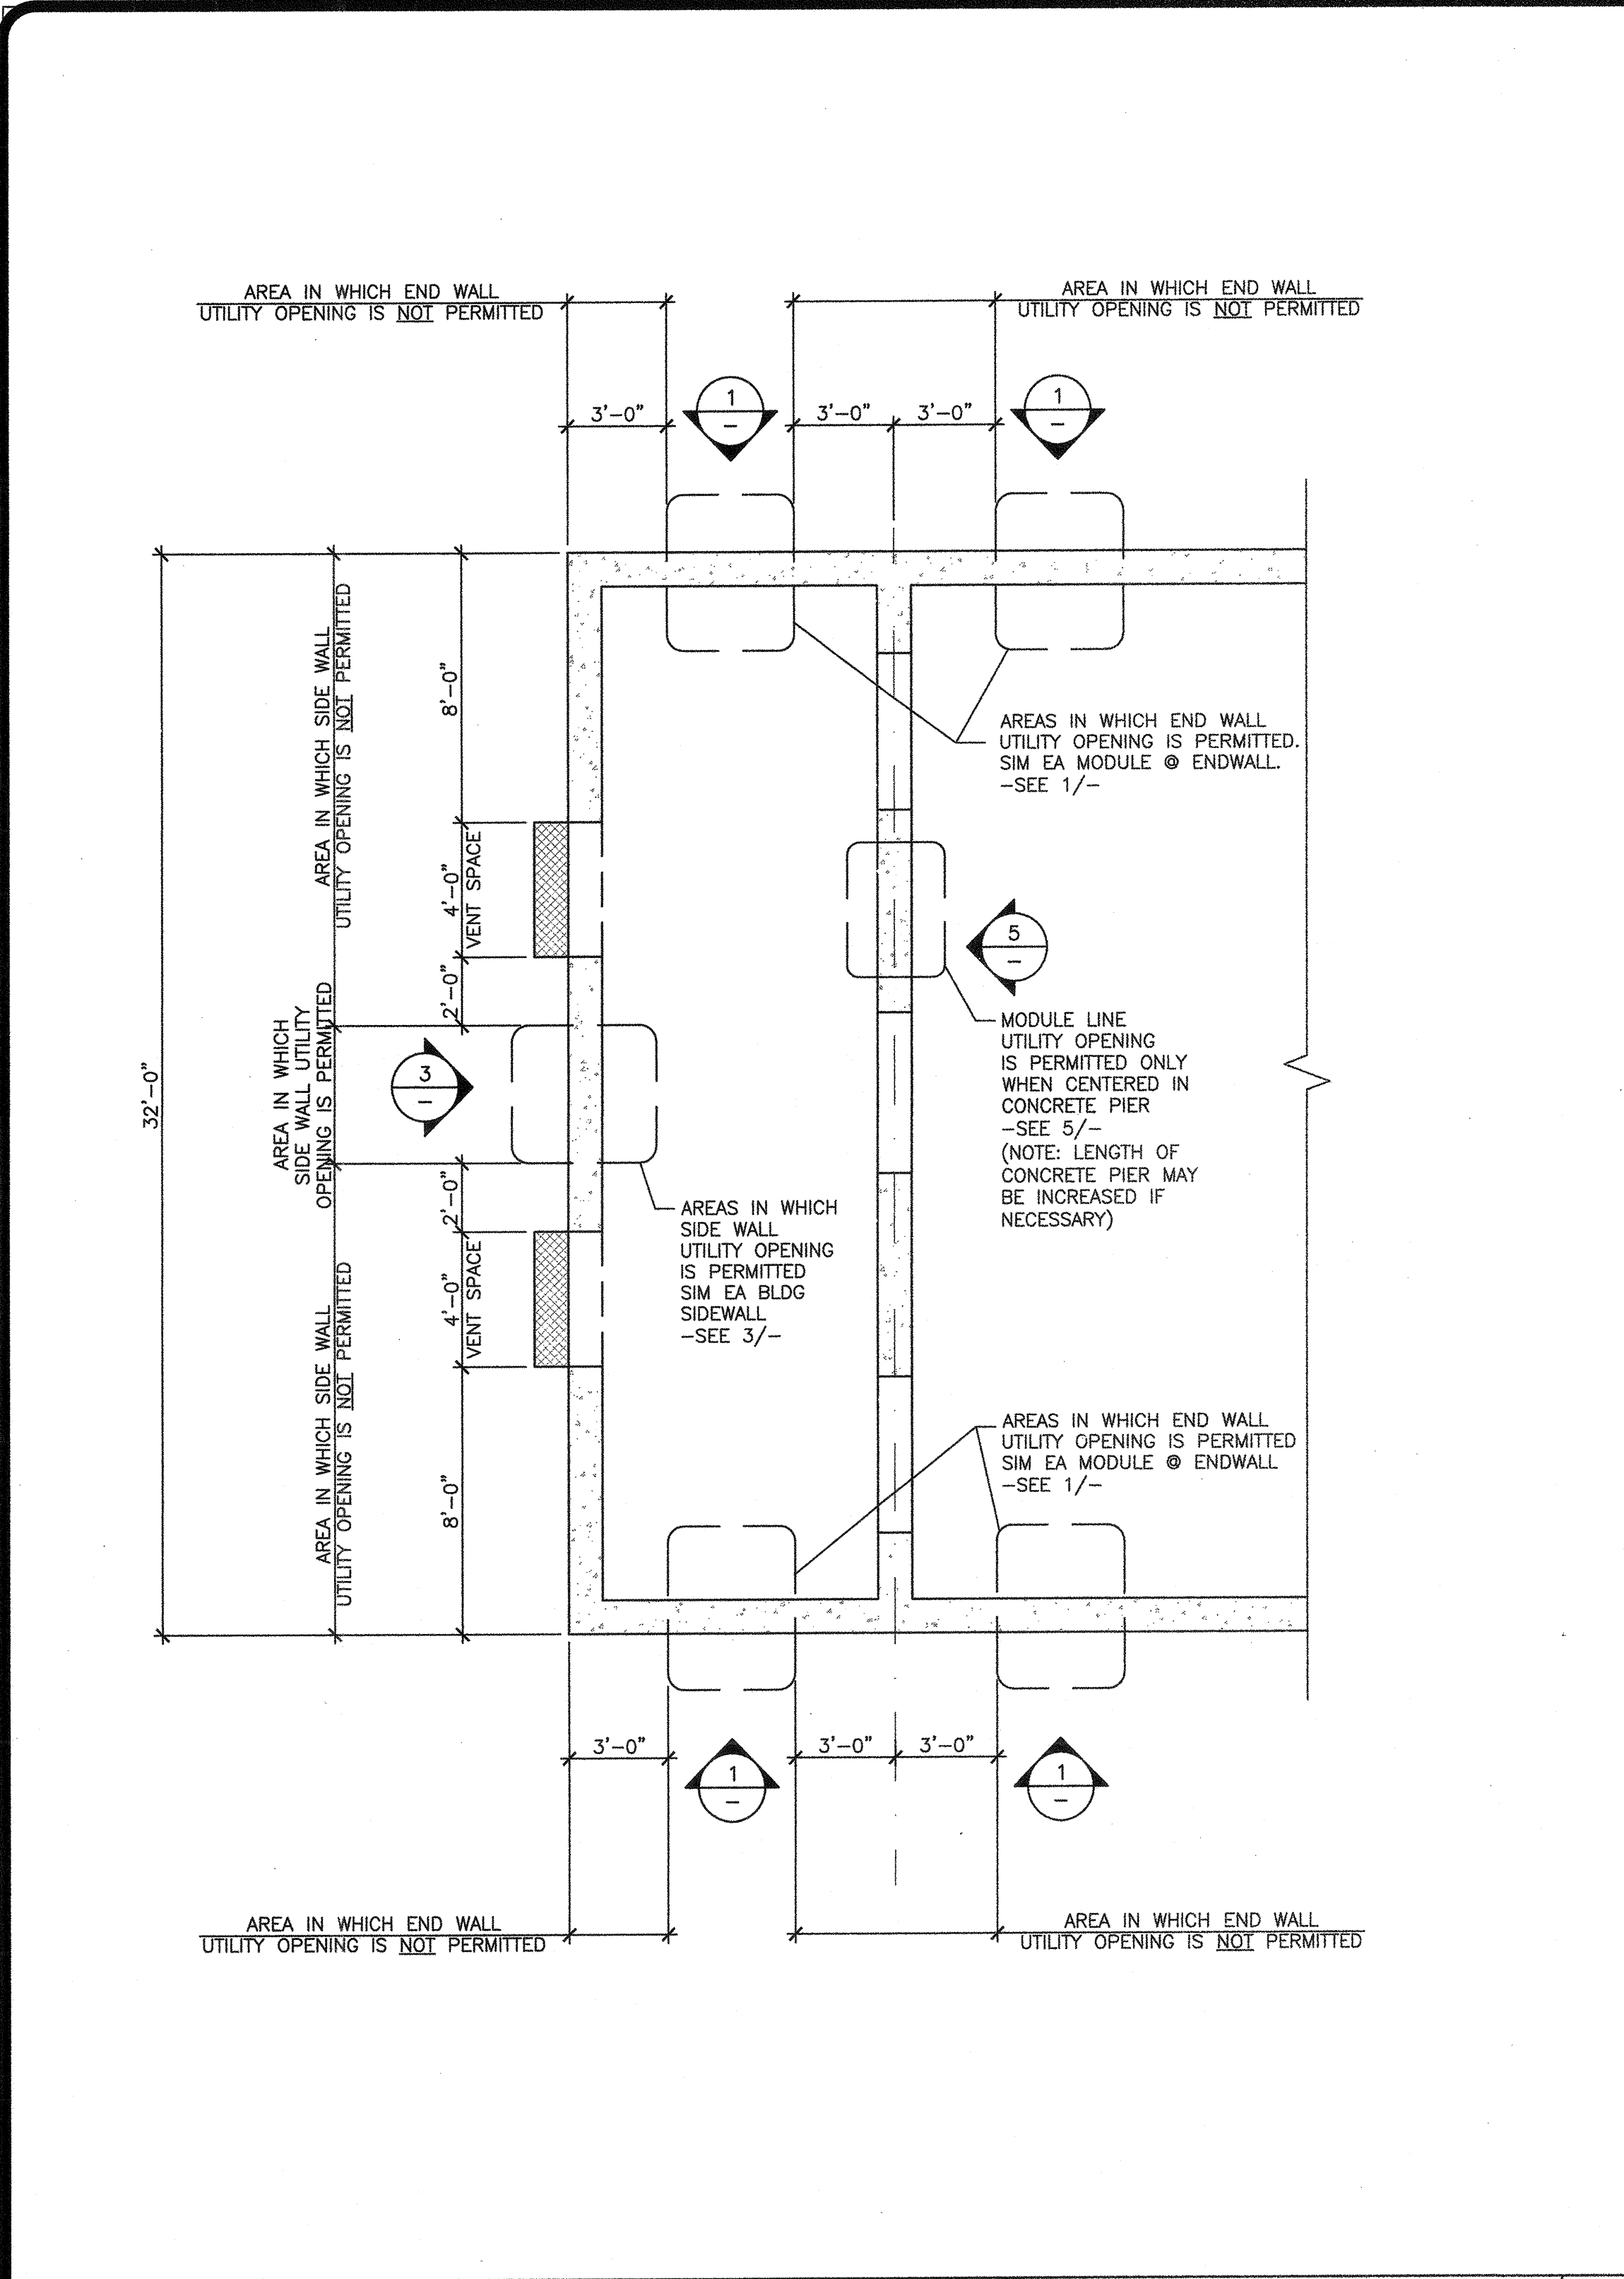 AREA IN WHICH END WALL
UTILITY OPENING IS NOT PERMITTED
AREA IN WHICH END WALL
UTILITY OPENING IS NOT PERMITTED
1
–
1
–
3'–0"
3'–0"
3'–0"
32'–0"
AREA IN WHICH SIDE WALL
UTILITY OPENING IS NOT PERMITTED
8'–0"
4'–0"
VENT SPACE
2'–0"
AREA IN WHICH
SIDE WALL UTILITY
OPENING IS PERMITTED
3
–
2'–0"
4'–0"
VENT SPACE
AREA IN WHICH SIDE WALL
UTILITY OPENING IS NOT PERMITTED
8'–0"
AREAS IN WHICH END WALL
UTILITY OPENING IS PERMITTED.
SIM EA MODULE @ ENDWALL.
–SEE 1/–
5
–
MODULE LINE
UTILITY OPENING
IS PERMITTED ONLY
WHEN CENTERED IN
CONCRETE PIER
–SEE 5/–
(NOTE: LENGTH OF
CONCRETE PIER MAY
BE INCREASED IF
NECESSARY)
AREAS IN WHICH
SIDE WALL
UTILITY OPENING
IS PERMITTED
SIM EA BLDG
SIDEWALL
–SEE 3/–
AREAS IN WHICH END WALL
UTILITY OPENING IS PERMITTED
SIM EA MODULE @ ENDWALL
–SEE 1/–
3'–0"
3'–0"
3'–0"
1
–
1
–
AREA IN WHICH END WALL
UTILITY OPENING IS NOT PERMITTED
AREA IN WHICH END WALL
UTILITY OPENING IS NOT PERMITTED